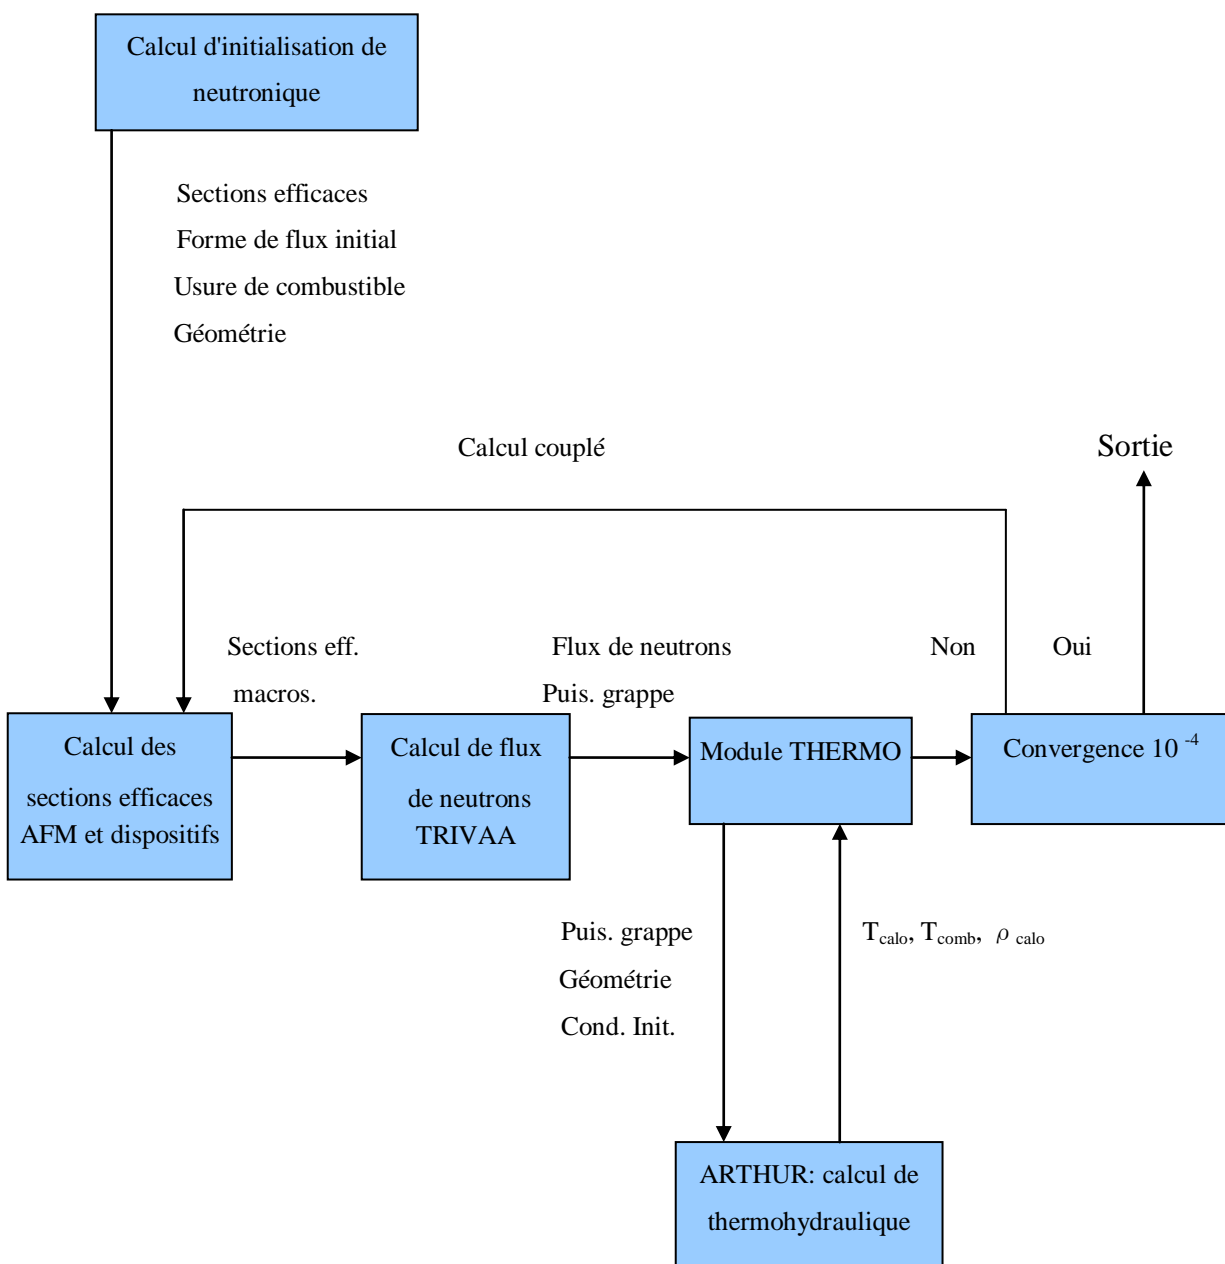 Calcul d'initialisation de
neutronique
Sections efficaces
Forme de flux initial
Usure de combustible
Géométrie
Calcul couplé
Sortie
Sections eff.
macros.
Flux de neutrons
Puis. grappe
Non
Oui
Calcul des
sections efficaces
AFM et dispositifs
Calcul de flux
de neutrons
TRIVAA
Module THERMO
Convergence 10 -4
Puis. grappe
Géométrie
Cond. Init.
Tcalo, Tcomb, ρ calo
ARTHUR: calcul de
thermohydraulique